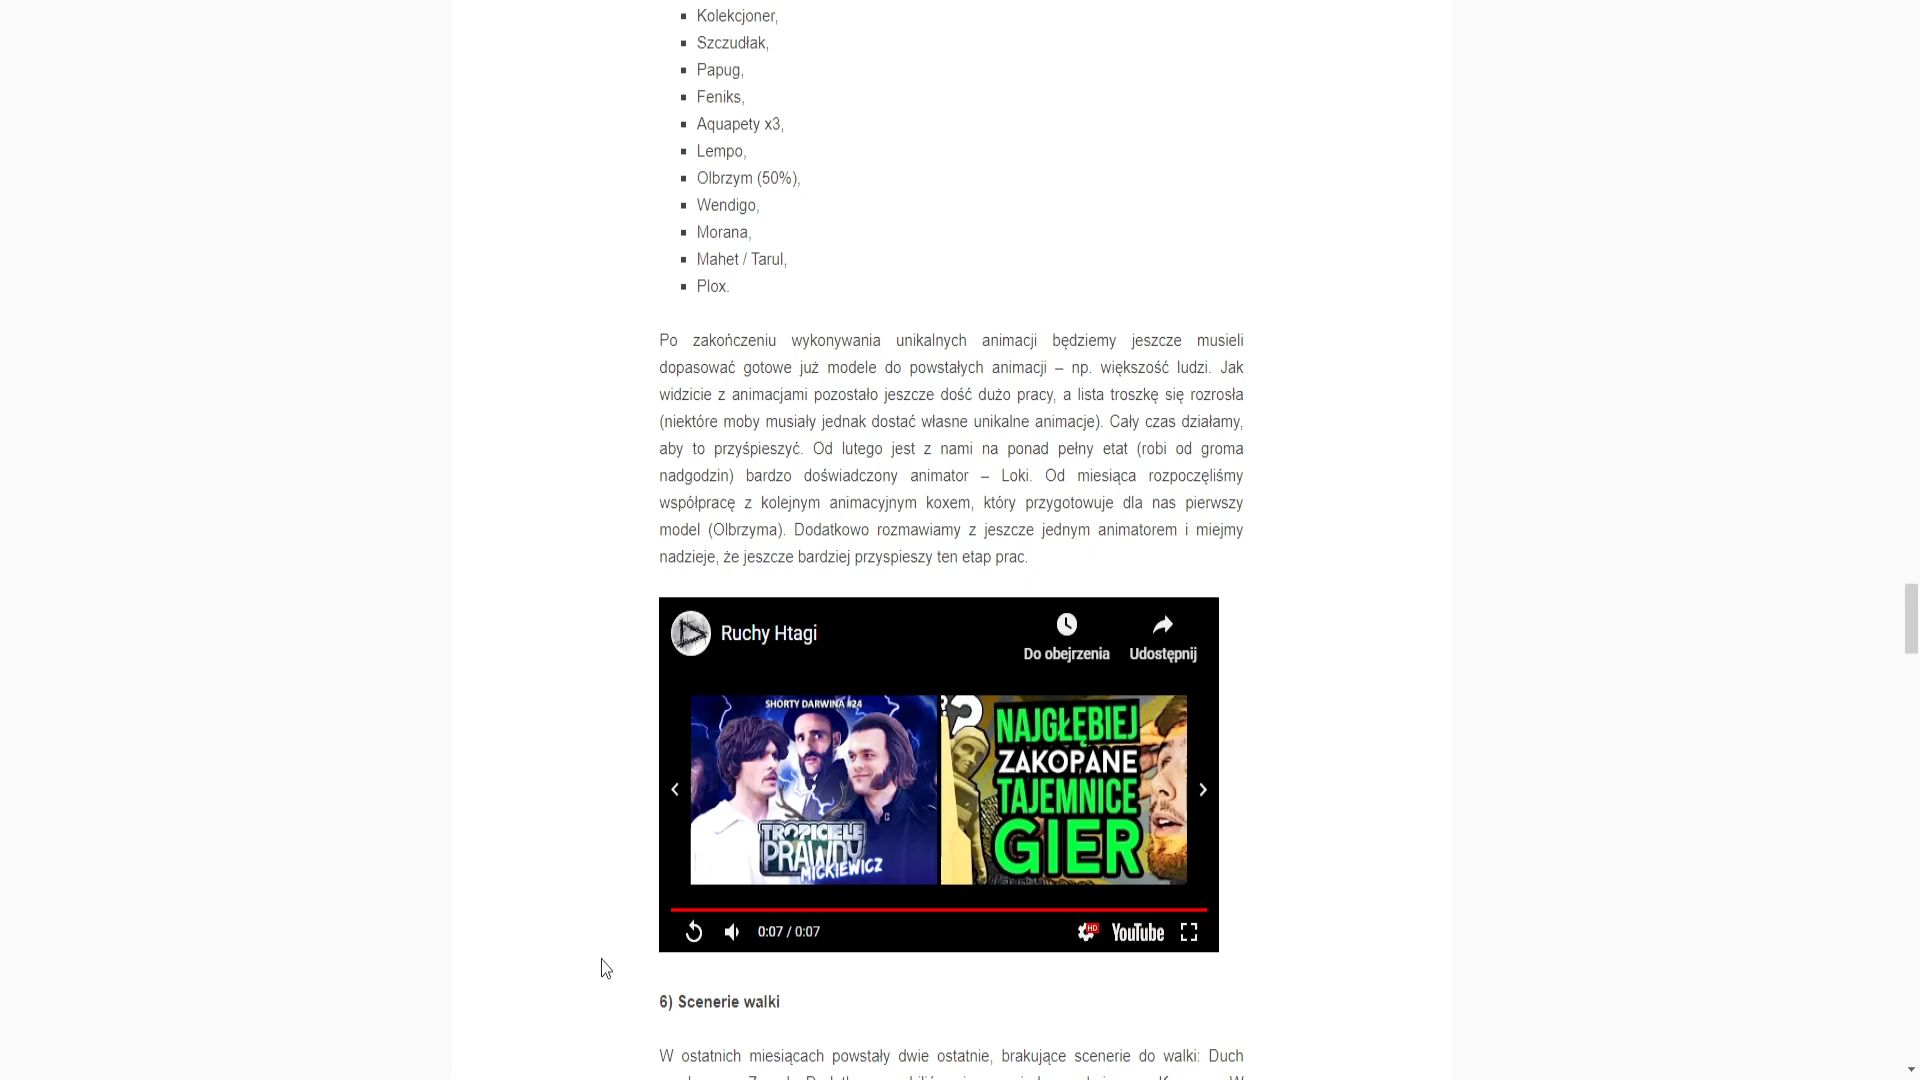 Kolekcjoner,
Szczudłak,
Papug,
Feniks,
Aquapety x3,
Lempo,
Olbrzym (50%),
Wendigo,
Morana,
Mahet / Tarul,
Plox.
Po zakończeniu wykonywania unikalnych animacji będziemy jeszcze musieli
dopasować gotowe już modele do powstałych animacji – np. większość ludzi. Jak
widzicie z animacjami pozostało jeszcze dość dużo pracy, a lista troszkę się rozrosła
(niektóre moby musiały jednak dostać własne unikalne animacje). Cały czas działamy,
aby to przyśpieszyć. Od lutego jest z nami na ponad pełny etat (robi od groma
nadgodzin) bardzo doświadczony animator – Loki. Od miesiąca rozpoczęliśmy
współpracę z kolejnym animacyjnym koxem, który przygotowuje dla nas pierwszy
model (Olbrzyma). Dodatkowo rozmawiamy z jeszcze jednym animatorem i miejmy
nadzieje, że jeszcze bardziej przyspieszy ten etap prac.
Ruchy Htagi
Do obejrzenia
Udostępnij
SHORTY DARWINA #24
TROPICIELE
PRAWDY
MICKIEWICZ
NAJGŁĘBIEJ
ZAKOPANE
TAJEMNICE
GIER
0:07 / 0:07
HD
YouTube
6) Scenerie walki
W ostatnich miesiącach powstały dwie ostatnie, brakujące scenerie do walki: Duch